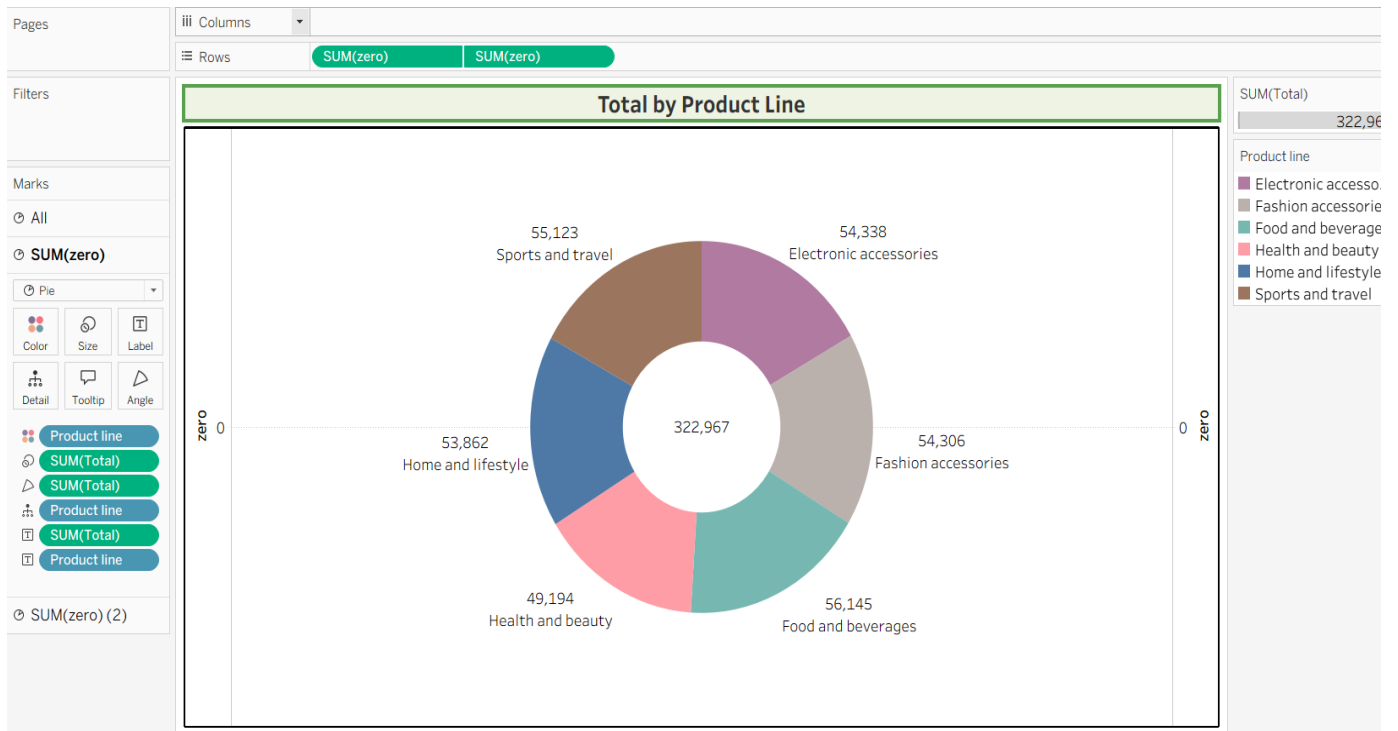 Pages
iii Columns
Rows
SUM(zero) SUM(zero)
Filters
Marks
All
SUM(zero)
Pie
Color Size Label
Detail Tooltip Angle
Product line
SUM(Total)
SUM(Total)
Product line
SUM(Total)
Product line
SUM(zero) (2)
Total by Product Line
55,123
Sports and travel
54,338
Electronic accessories
zero 0
322,967
0 zero
53,862
Home and lifestyle
54,306
Fashion accessories
49,194
Health and beauty
56,145
Food and beverages
SUM(Total)
322,96
Product line
Electronic accesso..
Fashion accessorie
Food and beverage
Health and beauty
Home and lifestyle
Sports and travel